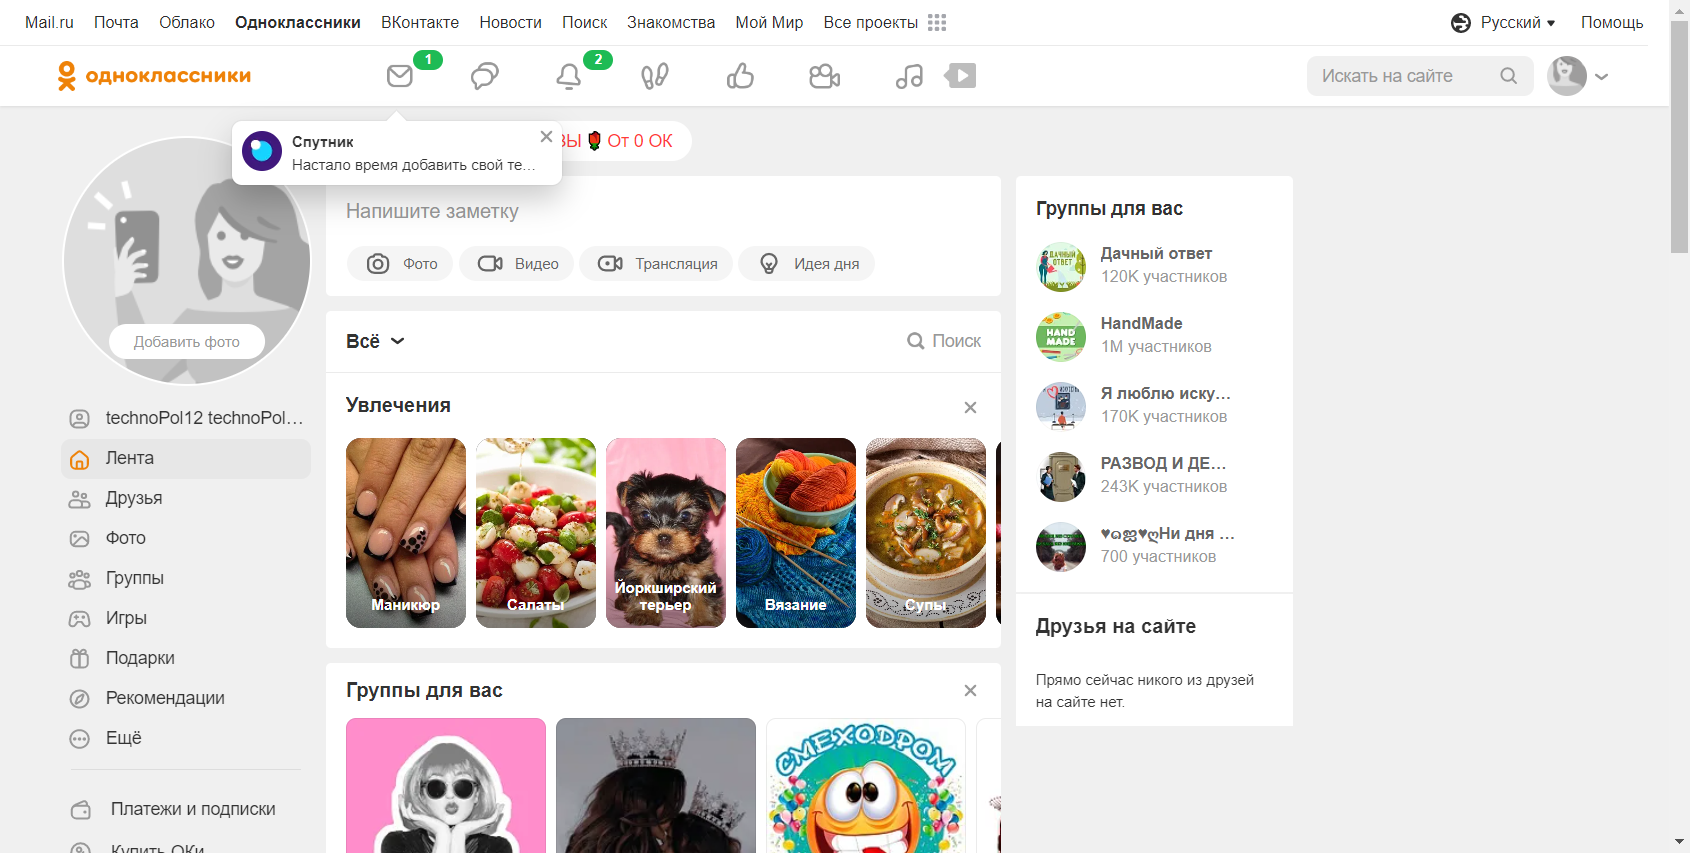 Mail.ru Почта Облако Одноклассники ВКонтакте Новости Поиск Знакомства Мой Мир Все проекты Русский Помощь
одноклассники 1 2 Искать на сайте
Спутник
Настало время добавить свой те…
ВЫ От 0 ОК
Добавить фото
technoPol12 technoPol…
Лента
Друзья
Фото
Группы
Игры
Подарки
Рекомендации
Ещё
Платежи и подписки
Купить ОКи
Напишите заметку
Фото Видео Трансляция Идея дня
Всё Поиск
Увлечения
Маникюр
Салаты
Йоркширский
терьер
Вязание
Супы
Группы для вас
СМЕХОДРОМ
Группы для вас
ДАЧНЫЙ
ОТВЕТ
Дачный ответ
120K участников
HAND
MADE
HandMade
1M участников
Я люблю иску…
170K участников
РАЗВОД И ДЕ…
243K участников
♥ஐ♥ღНи дня …
700 участников
Друзья на сайте
Прямо сейчас никого из друзей
на сайте нет.